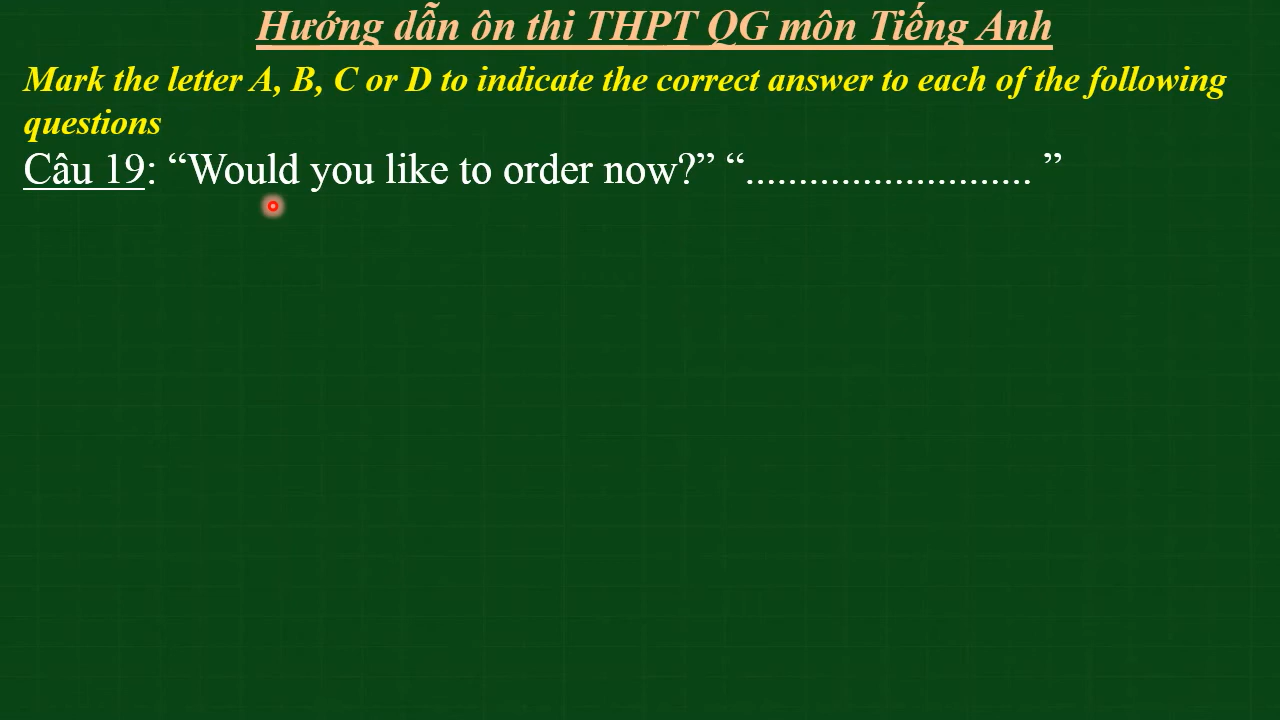 Hướng dẫn ôn thi THPT QG môn Tiếng Anh
Mark the letter A, B, C or D to indicate the correct answer to each of the following
questions
Câu 19: “Would you like to order now?” “........................... ”